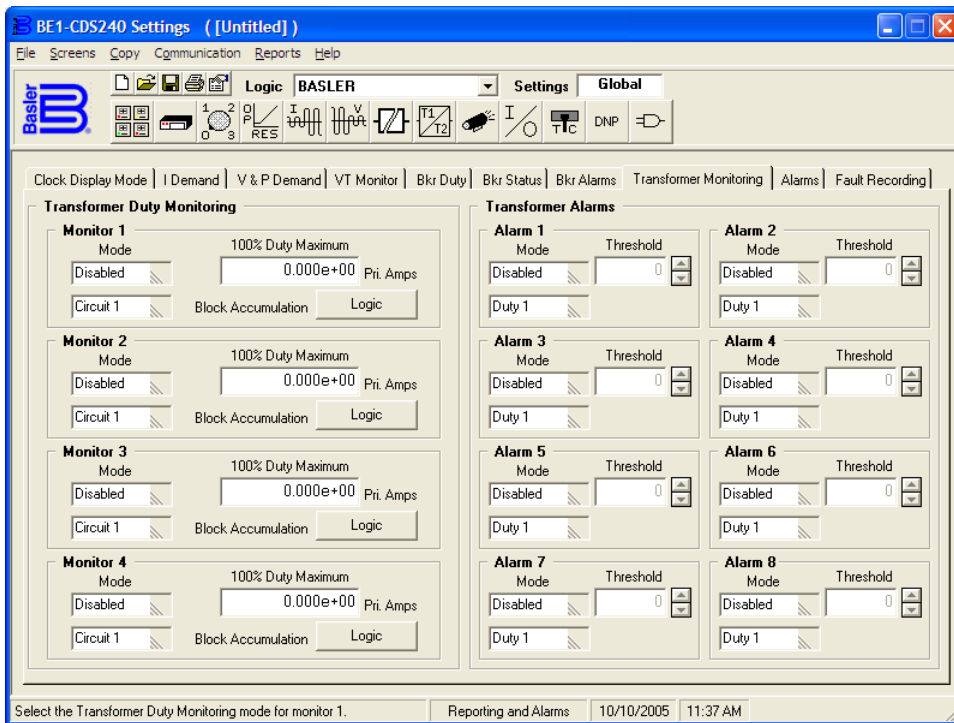 BE1-CDS240 Settings ( [Untitled] )
File Screens Copy Communication Reports Help
Basler
Logic BASLER Settings Global
1 2 0 3 O P RES I V T1 T2 I O T C DNP
Clock Display Mode I Demand V & P Demand VT Monitor Bkr Duty Bkr Status Bkr Alarms Transformer Monitoring Alarms Fault Recording
Transformer Duty Monitoring
Monitor 1
Mode 100% Duty Maximum
Disabled 0.000e+00 Pri. Amps
Circuit 1 Block Accumulation Logic
Monitor 2
Mode 100% Duty Maximum
Disabled 0.000e+00 Pri. Amps
Circuit 1 Block Accumulation Logic
Monitor 3
Mode 100% Duty Maximum
Disabled 0.000e+00 Pri. Amps
Circuit 1 Block Accumulation Logic
Monitor 4
Mode 100% Duty Maximum
Disabled 0.000e+00 Pri. Amps
Circuit 1 Block Accumulation Logic
Transformer Alarms
Alarm 1
Mode Threshold
Disabled 0
Duty 1
Alarm 2
Mode Threshold
Disabled 0
Duty 1
Alarm 3
Mode Threshold
Disabled 0
Duty 1
Alarm 4
Mode Threshold
Disabled 0
Duty 1
Alarm 5
Mode Threshold
Disabled 0
Duty 1
Alarm 6
Mode Threshold
Disabled 0
Duty 1
Alarm 7
Mode Threshold
Disabled 0
Duty 1
Alarm 8
Mode Threshold
Disabled 0
Duty 1
Select the Transformer Duty Monitoring mode for monitor 1. Reporting and Alarms 10/10/2005 11:37 AM